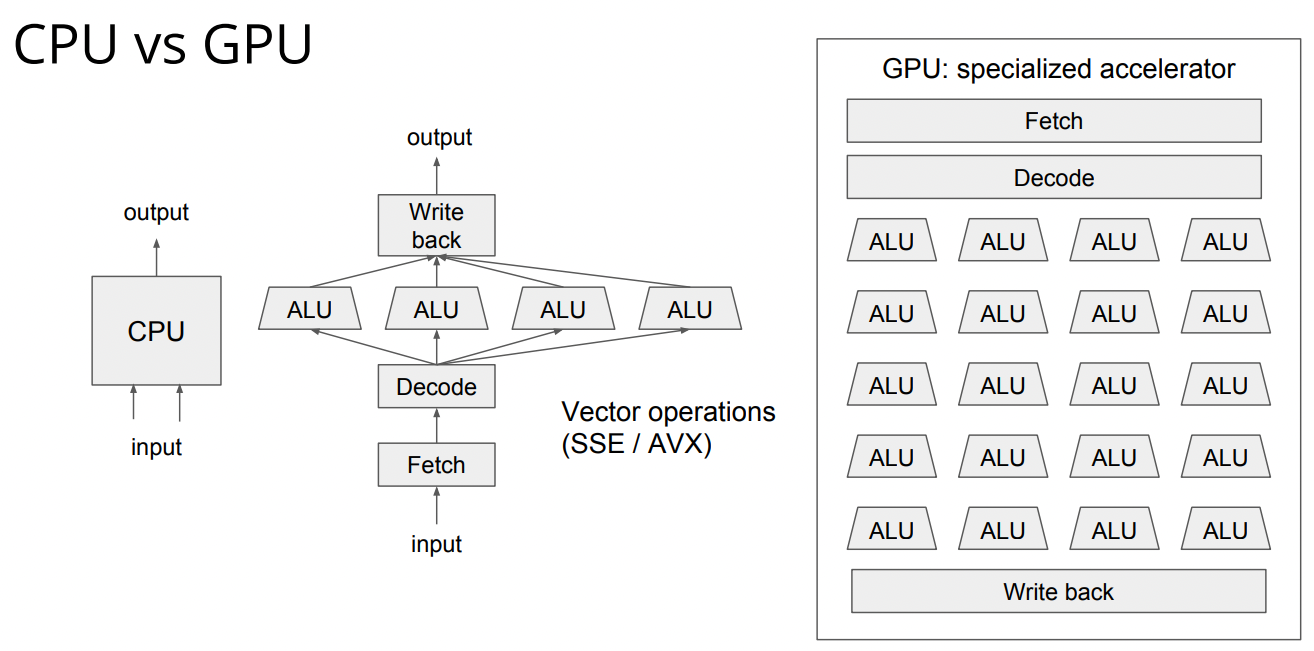 CPU vs GPU
output
CPU
input
output
Write
back
ALU ALU ALU ALU
Decode
Fetch
input
Vector operations
(SSE / AVX)
GPU: specialized accelerator
Fetch
Decode
ALU ALU ALU ALU
ALU ALU ALU ALU
ALU ALU ALU ALU
ALU ALU ALU ALU
ALU ALU ALU ALU
Write back